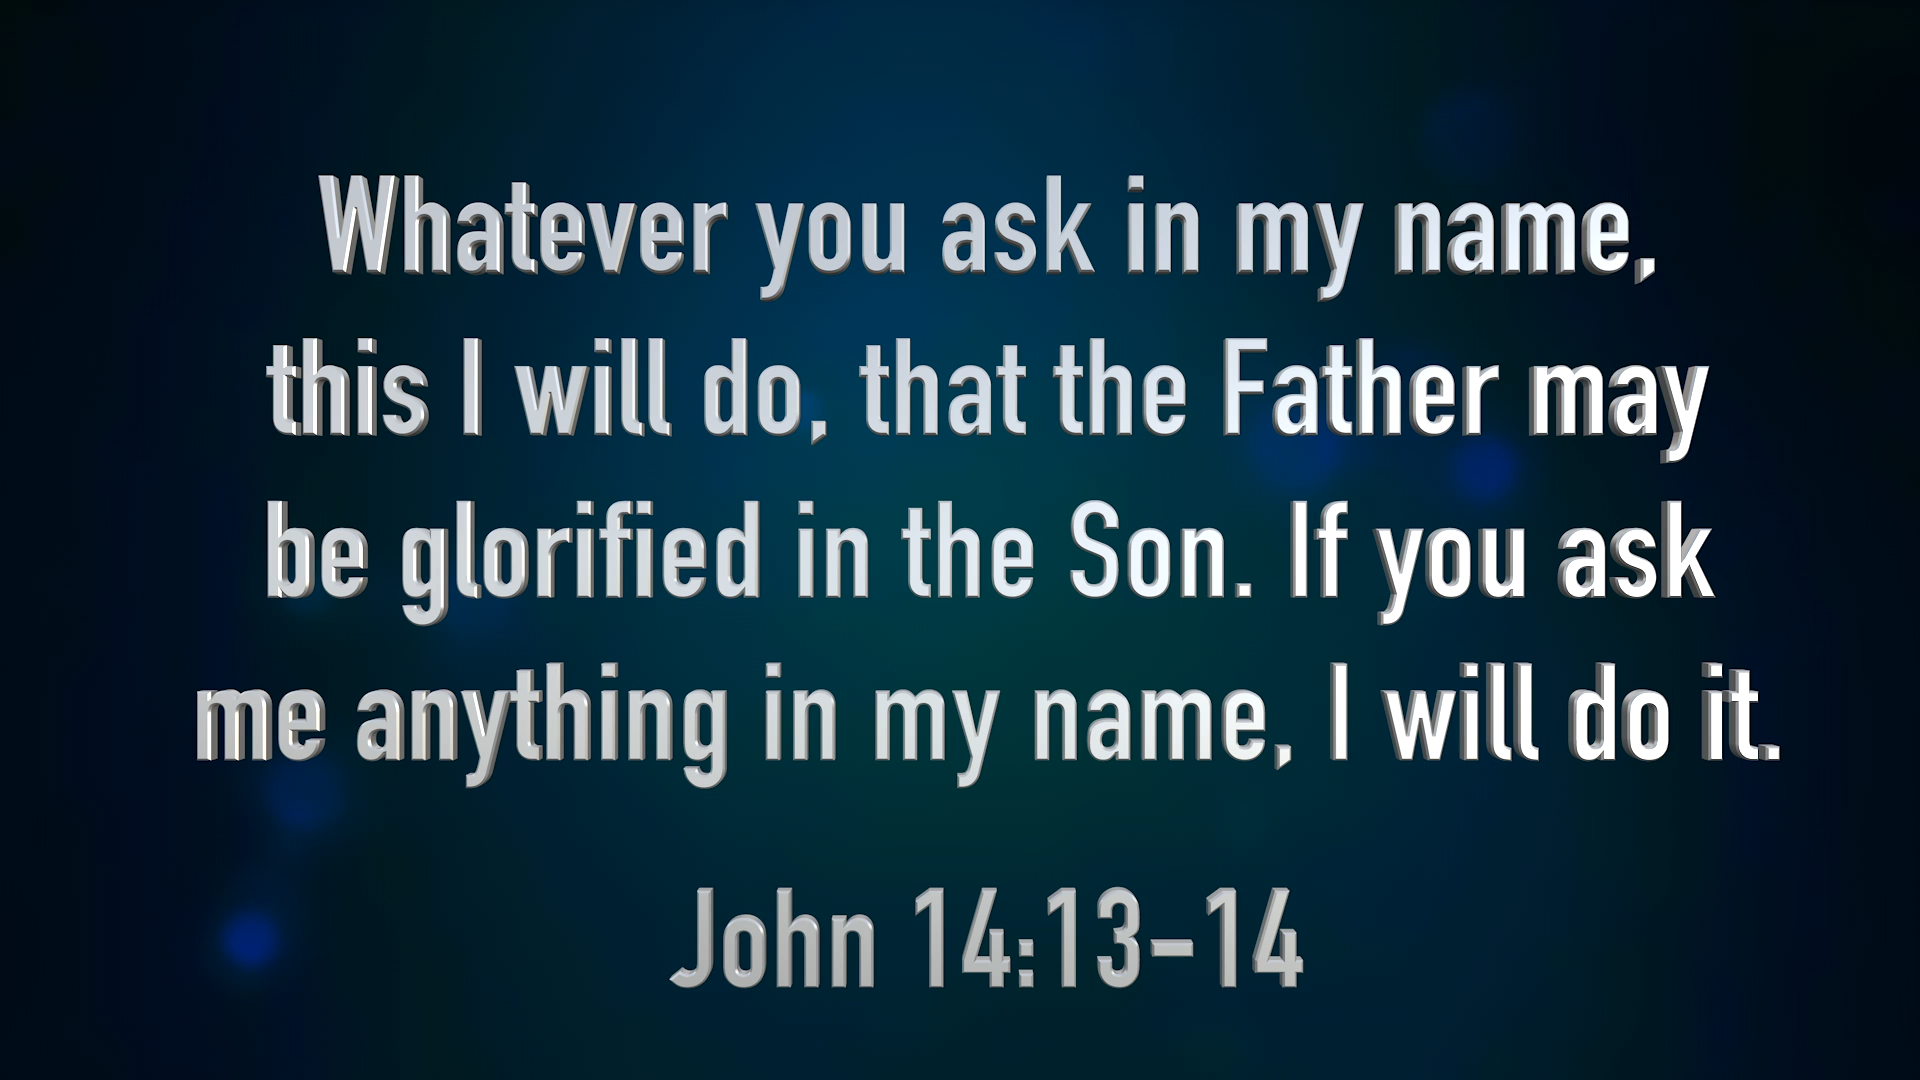 Whatever you ask in my name,
this I will do, that the Father may
be glorified in the Son. If you ask
me anything in my name, I will do it.
John 14:13-14